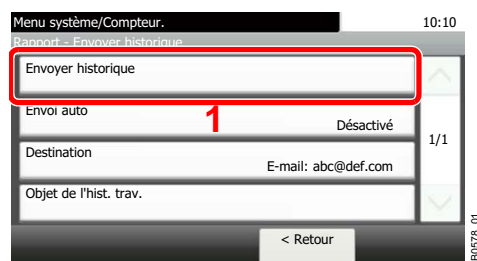 Menu système/Compteur.
10:10
Rapport - Envoyer historique
Envoyer historique
Envoi auto
Désactivé
1
1/1
Destination
E-mail: abc@def.com
Objet de l'hist. trav.
< Retour
B0578_01